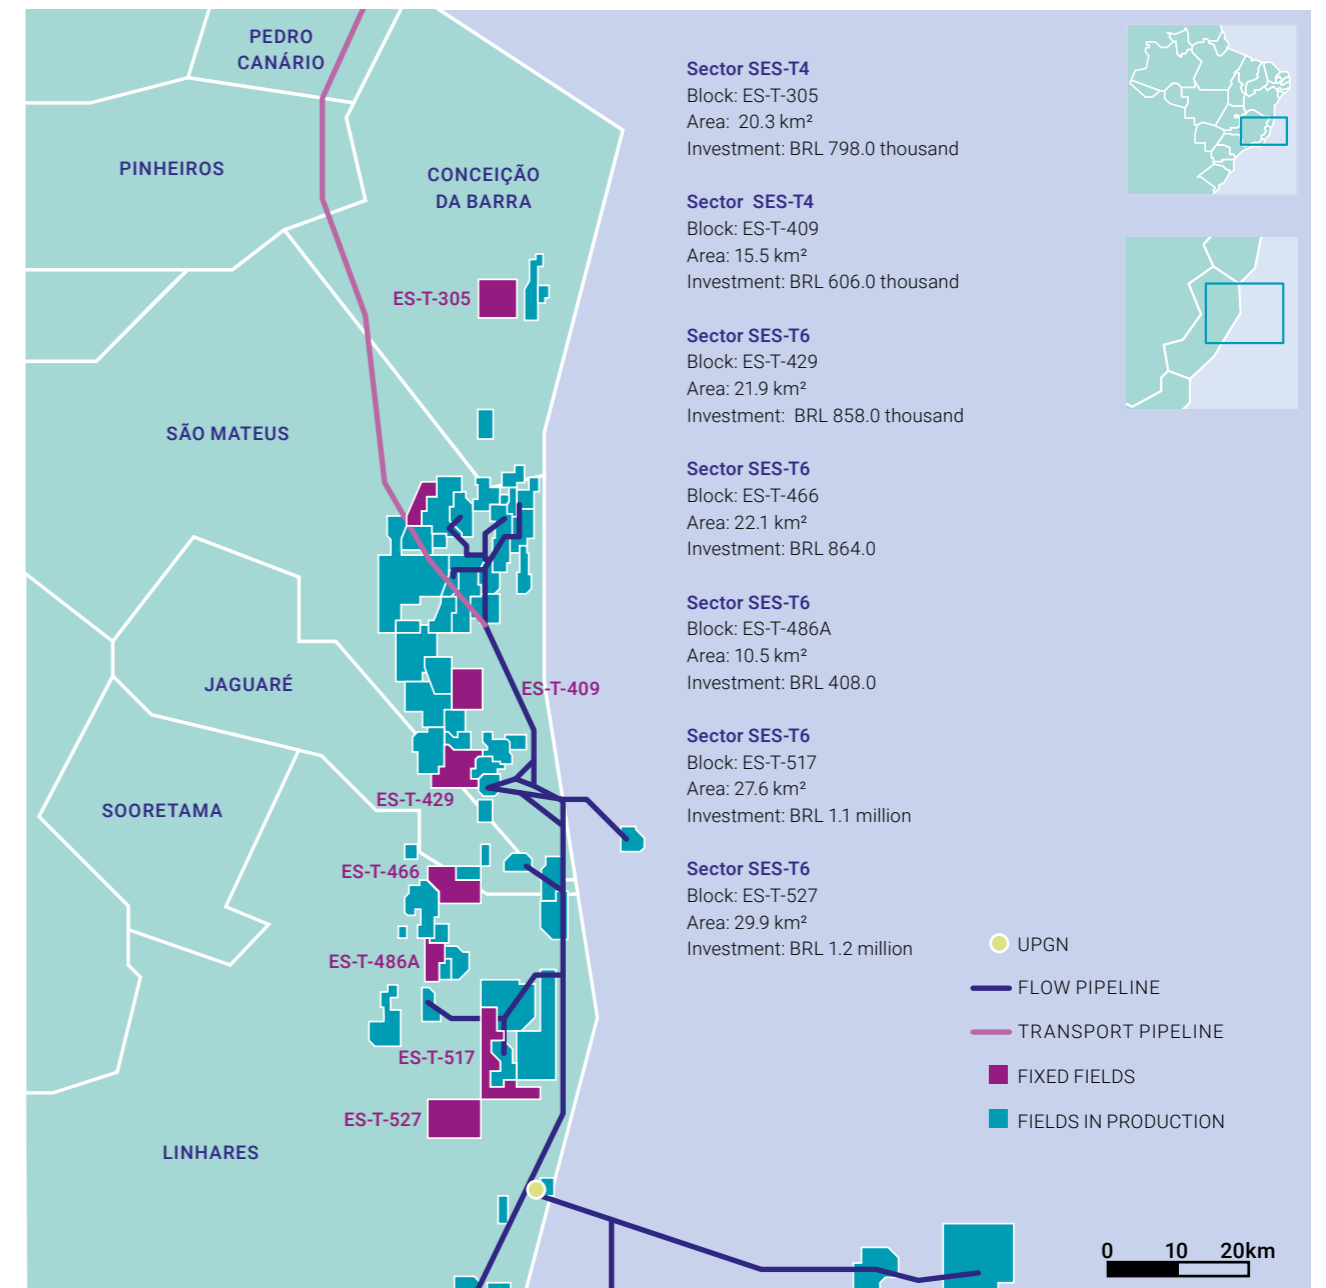 PEDRO
CANÁRIO
PINHEIROS
CONCEIÇÃO
DA BARRA
ES-T-305
SÃO MATEUS
JAGUARÉ
ES-T-409
SOORETAMA
ES-T-429
ES-T-466
ES-T-486A
ES-T-517
ES-T-527
LINHARES
Sector SES-T4
Block: ES-T-305
Area: 20.3 km²
Investment: BRL 798.0 thousand
Sector SES-T4
Block: ES-T-409
Area: 15.5 km²
Investment: BRL 606.0 thousand
Sector SES-T6
Block: ES-T-429
Area: 21.9 km²
Investment: BRL 858.0 thousand
Sector SES-T6
Block: ES-T-466
Area: 22.1 km²
Investment: BRL 864.0
Sector SES-T6
Block: ES-T-486A
Area: 10.5 km²
Investment: BRL 408.0
Sector SES-T6
Block: ES-T-517
Area: 27.6 km²
Investment: BRL 1.1 million
Sector SES-T6
Block: ES-T-527
Area: 29.9 km²
Investment: BRL 1.2 million
UPGN
FLOW PIPELINE
TRANSPORT PIPELINE
FIXED FIELDS
FIELDS IN PRODUCTION
0 10 20km